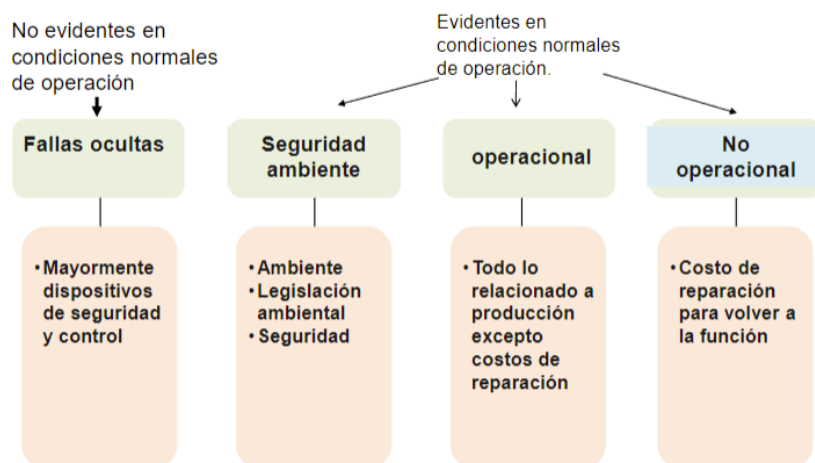 No evidentes en
condiciones normales
de operación
Evidentes en
condiciones normales
de operación.
Fallas ocultas
Seguridad
ambiente
operacional
No
operacional
• Mayormente
dispositivos
de seguridad
y control
• Ambiente
• Legislación
ambiental
• Seguridad
• Todo lo
relacionado a
producción
excepto
costos de
reparación
• Costo de
reparación
para volver a
la función